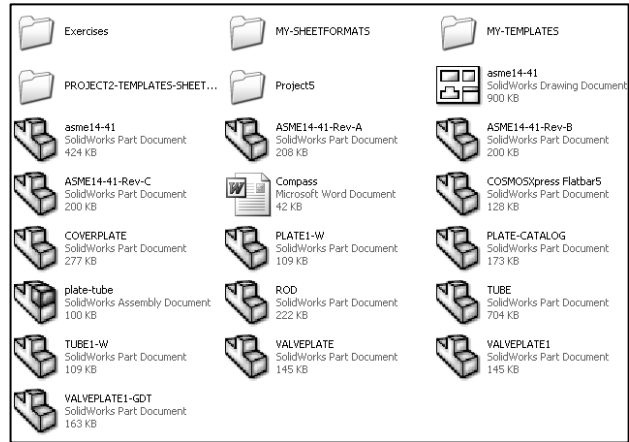 Exercises
MY-SHEETFORMATS
MY-TEMPLATES
PROJECT2-TEMPLATES-SHEET...
Project5
asme14-41
SolidWorks Drawing Document
900 KB
asme14-41
SolidWorks Part Document
424 KB
ASME14-41-Rev-A
SolidWorks Part Document
208 KB
ASME14-41-Rev-B
SolidWorks Part Document
200 KB
ASME14-41-Rev-C
SolidWorks Part Document
200 KB
Compass
Microsoft Word Document
42 KB
COSMOSXpress Flatbar5
SolidWorks Part Document
128 KB
COVERPLATE
SolidWorks Part Document
277 KB
PLATE1-W
SolidWorks Part Document
109 KB
PLATE-CATALOG
SolidWorks Part Document
173 KB
plate-tube
SolidWorks Assembly Document
100 KB
ROD
SolidWorks Part Document
222 KB
TUBE
SolidWorks Part Document
704 KB
TUBE1-W
SolidWorks Part Document
109 KB
VALVEPLATE
SolidWorks Part Document
145 KB
VALVEPLATE1
SolidWorks Part Document
145 KB
VALVEPLATE1-GDT
SolidWorks Part Document
163 KB